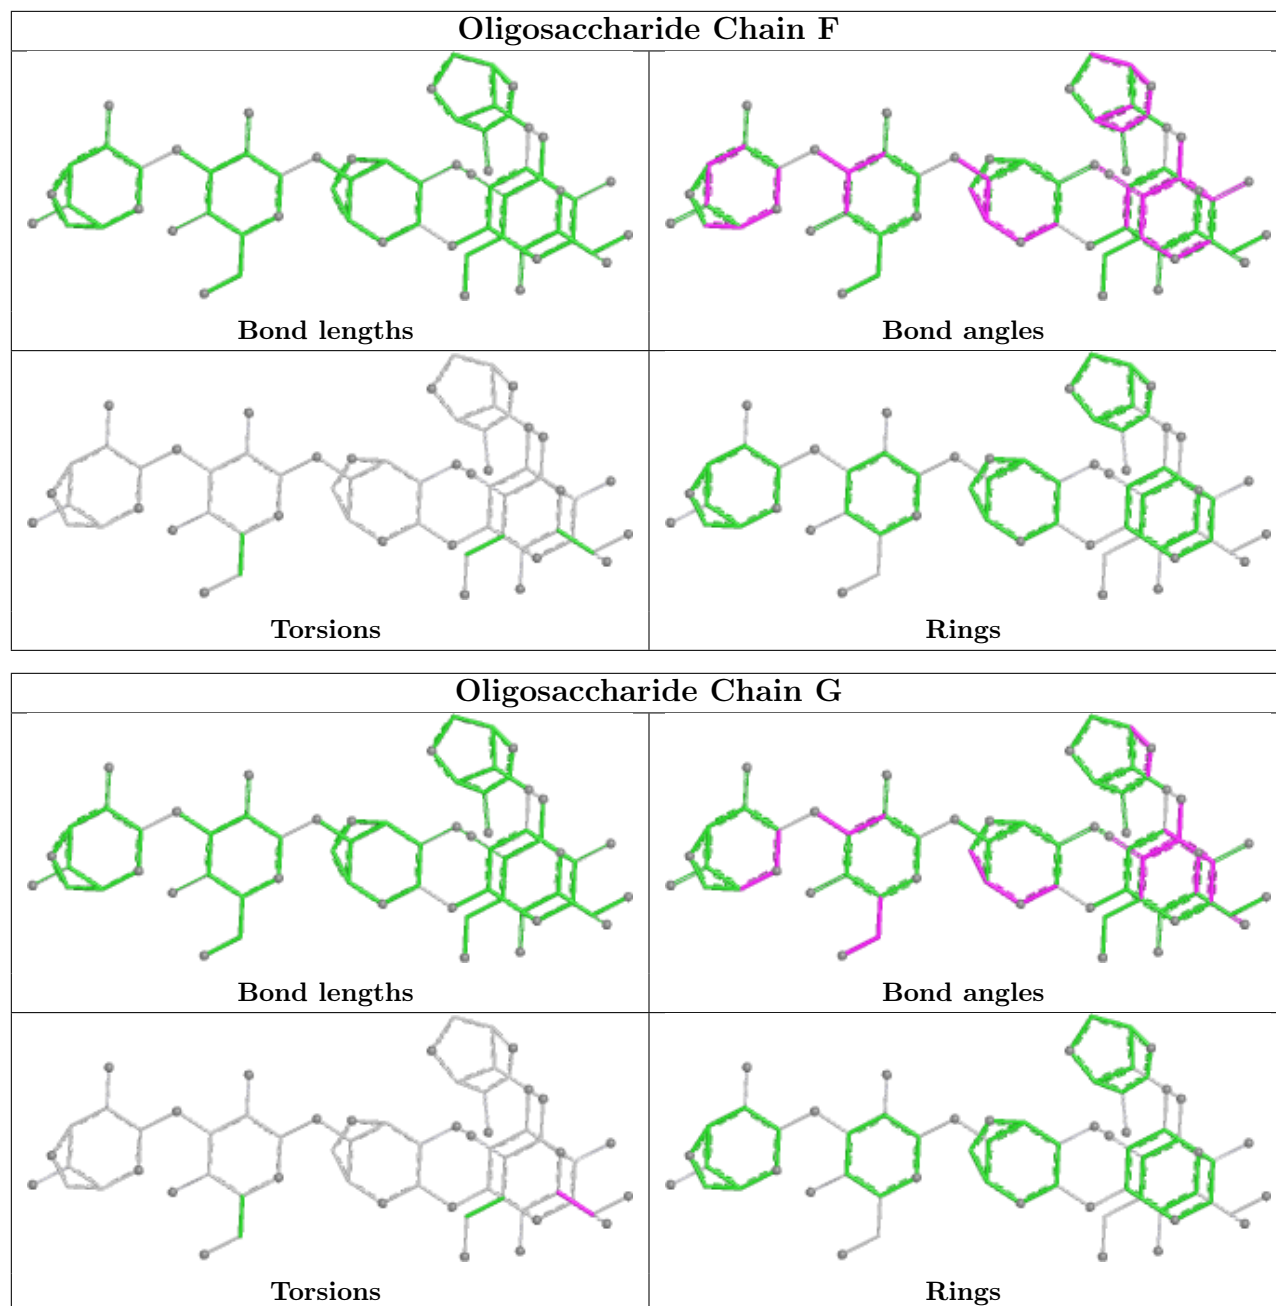 Oligosaccharide Chain F
Bond lengths
Bond angles
Torsions
Rings
Oligosaccharide Chain G
Bond lengths
Bond angles
Torsions
Rings